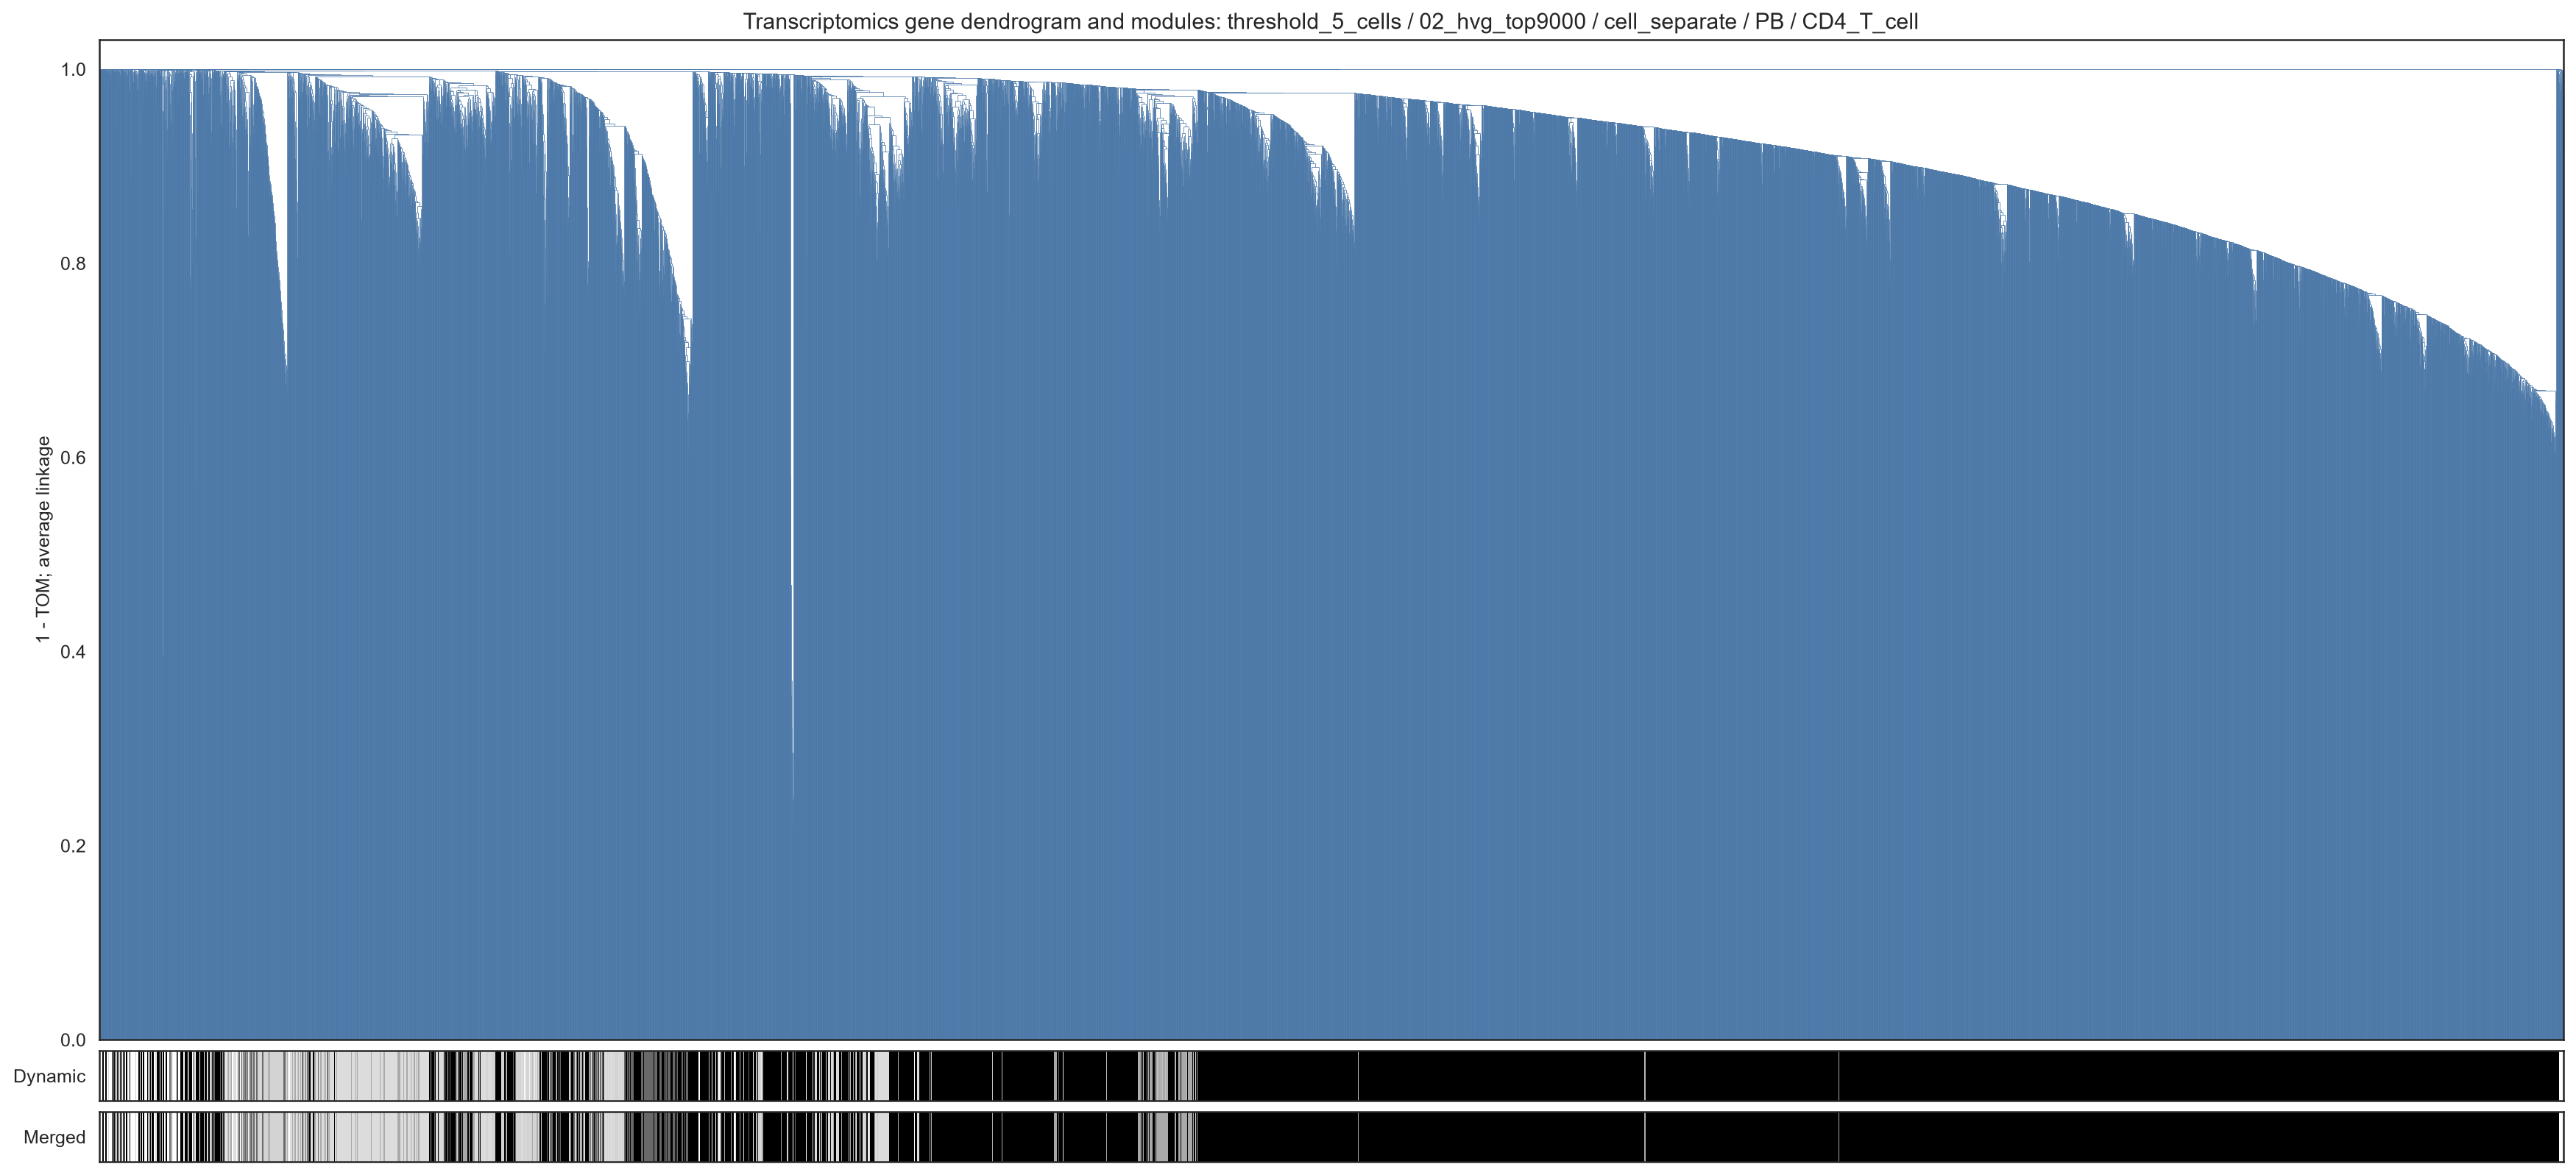 Transcriptomics gene dendrogram and modules: threshold_5_cells / 02_hvg_top9000 / cell_separate / PB / CD4_T_cell
1.0
0.8
0.6
0.4
0.2
0.0
1 - TOM; average linkage
Dynamic
Merged